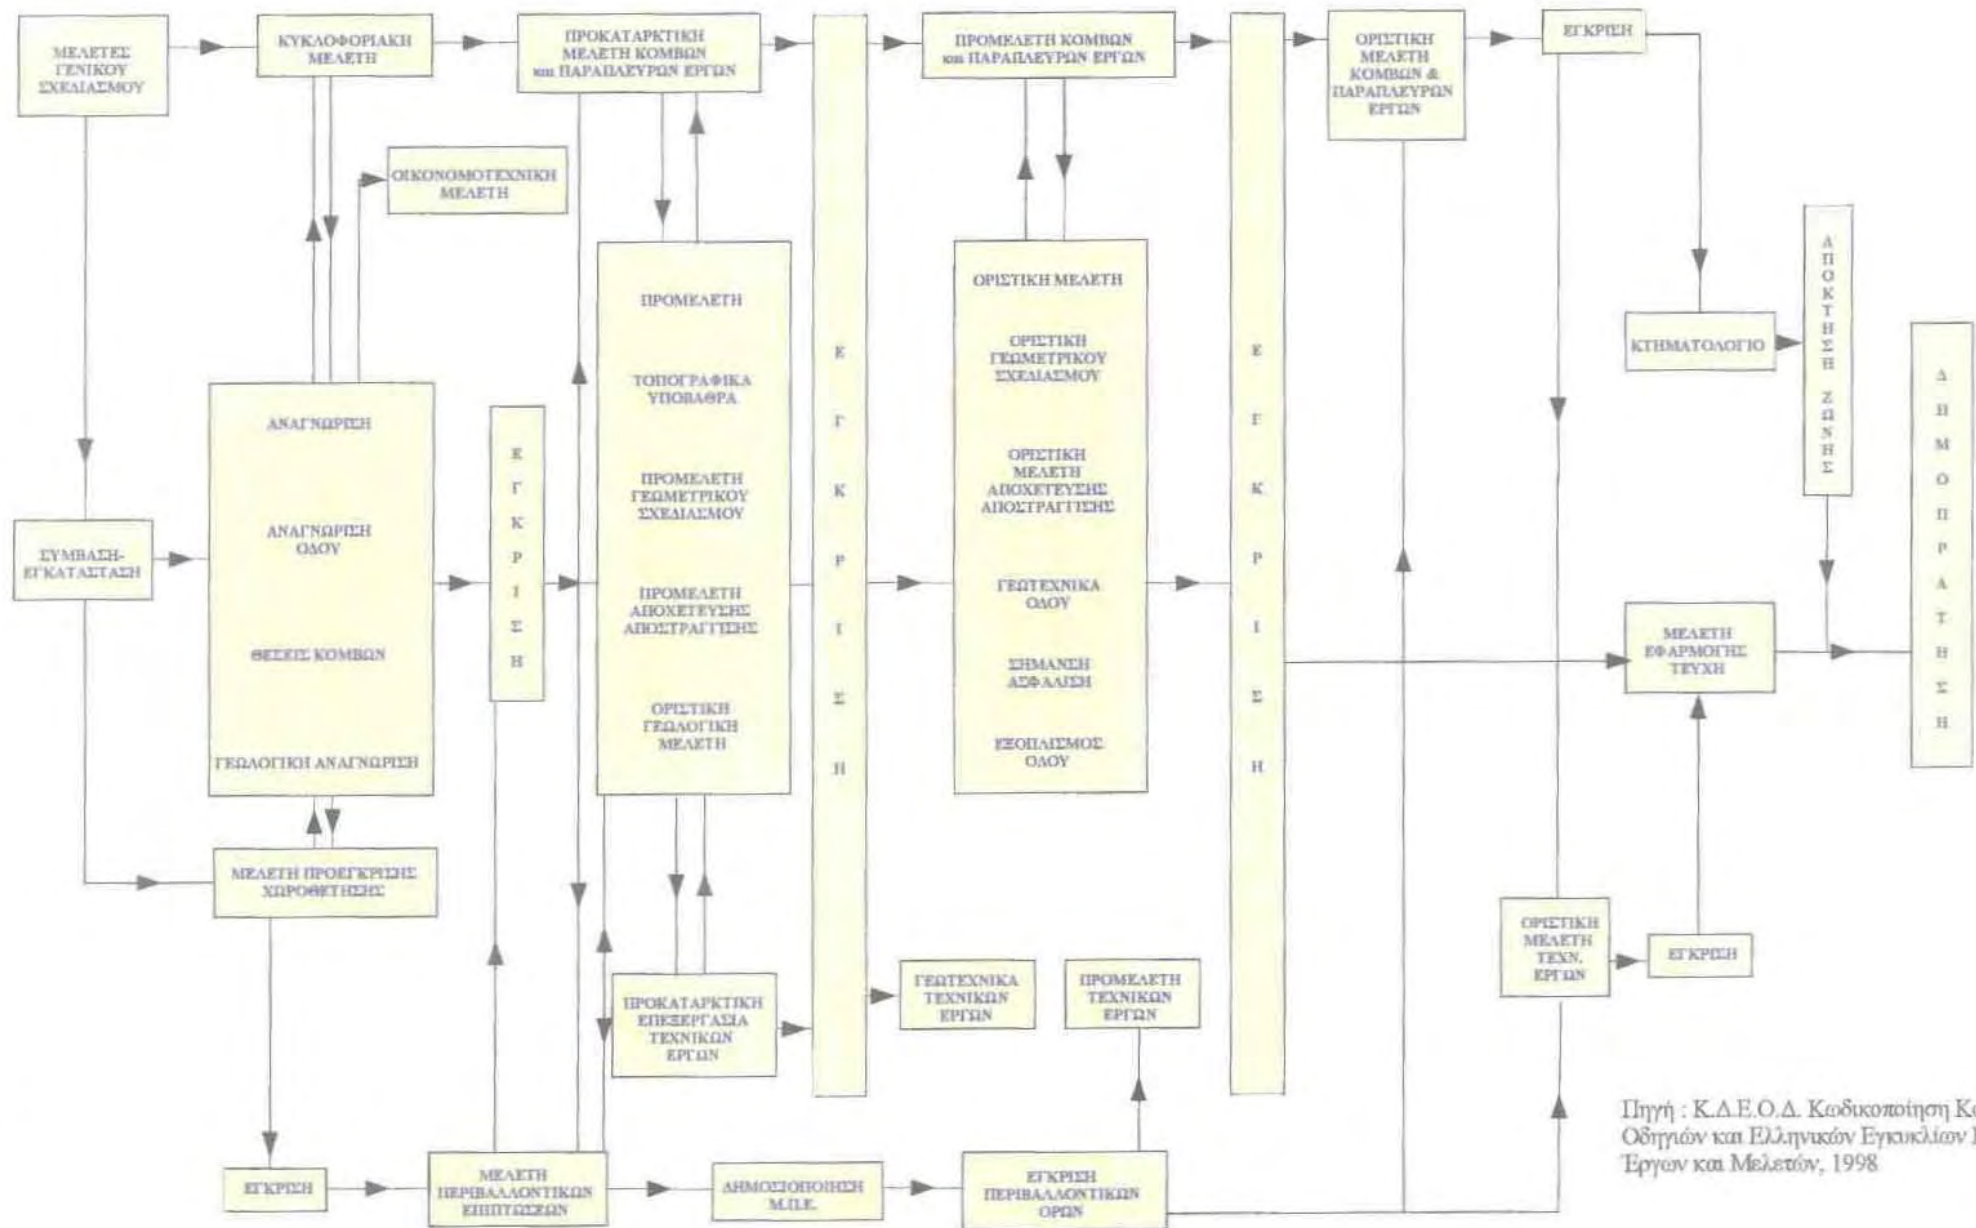 ΜΕΛΕΤΕΣ
ΓΕΝΙΚΟΥ
ΣΧΕΔΙΑΣΜΟΥ
ΚΥΚΛΟΦΟΡΙΑΚΗ
ΜΕΛΕΤΗ
ΠΡΟΚΑΤΑΡΚΤΙΚΗ
ΜΕΛΕΤΗ ΚΟΜΒΩΝ
και ΠΑΡΑΠΛΕΥΡΩΝ ΕΡΓΩΝ
ΠΡΟΜΕΛΕΤΗ ΚΟΜΒΩΝ
και ΠΑΡΑΠΛΕΥΡΩΝ ΕΡΓΩΝ
ΟΡΙΣΤΙΚΗ
ΜΕΛΕΤΗ
ΚΟΜΒΩΝ &
ΠΑΡΑΠΛΕΥΡΩΝ
ΕΡΓΩΝ
ΕΓΚΡΙΣΗ
ΟΙΚΟΝΟΜΟΤΕΧΝΙΚΗ
ΜΕΛΕΤΗ
ΣΥΜΒΑΣΗ-
ΕΓΚΑΤΑΣΤΑΣΗ
ΑΝΑΓΝΩΡΙΣΗ
ΑΝΑΓΝΩΡΙΣΗ
ΟΔΟΥ
ΘΕΣΕΙΣ ΚΟΜΒΩΝ
ΓΕΩΛΟΓΙΚΗ ΑΝΑΓΝΩΡΙΣΗ
ΕΓΚΡΙΣΗ
ΠΡΟΜΕΛΕΤΗ
ΤΟΠΟΓΡΑΦΙΚΑ
ΥΠΟΒΑΘΡΑ
ΠΡΟΜΕΛΕΤΗ
ΓΕΩΜΕΤΡΙΚΟΥ
ΣΧΕΔΙΑΣΜΟΥ
ΠΡΟΜΕΛΕΤΗ
ΑΠΟΧΕΤΕΥΣΗΣ
ΑΠΟΣΤΡΑΓΓΙΣΗΣ
ΟΡΙΣΤΙΚΗ
ΓΕΩΛΟΓΙΚΗ
ΜΕΛΕΤΗ
ΕΓΚΡΙΣΗ
ΟΡΙΣΤΙΚΗ ΜΕΛΕΤΗ
ΟΡΙΣΤΙΚΗ
ΓΕΩΜΕΤΡΙΚΟΥ
ΣΧΕΔΙΑΣΜΟΥ
ΟΡΙΣΤΙΚΗ
ΜΕΛΕΤΗ
ΑΠΟΧΕΤΕΥΣΗΣ
ΑΠΟΣΤΡΑΓΓΙΣΗΣ
ΓΕΩΤΕΧΝΙΚΑ
ΟΔΟΥ
ΣΗΜΑΝΣΗ
ΑΣΦΑΛΙΣΗ
ΕΞΟΠΛΙΣΜΟΣ
ΟΔΟΥ
ΕΓΚΡΙΣΗ
ΚΤΗΜΑΤΟΛΟΓΙΟ
ΑΠΟΚΤΗΣΗ ΖΩΝΗΣ
ΔΗΜΟΠΡΑΤΗΣΗ
ΜΕΛΕΤΗ
ΕΦΑΡΜΟΓΗΣ
ΤΕΥΧΗ
ΜΕΛΕΤΗ ΠΡΟΕΓΚΡΙΣΗΣ
ΧΩΡΟΘΕΤΗΣΗΣ
ΠΡΟΚΑΤΑΡΚΤΙΚΗ
ΕΠΕΞΕΡΓΑΣΙΑ
ΤΕΧΝΙΚΩΝ
ΕΡΓΩΝ
ΓΕΩΤΕΧΝΙΚΑ
ΤΕΧΝΙΚΩΝ
ΕΡΓΩΝ
ΠΡΟΜΕΛΕΤΗ
ΤΕΧΝΙΚΩΝ
ΕΡΓΩΝ
ΟΡΙΣΤΙΚΗ
ΜΕΛΕΤΗ
ΤΕΧΝ.
ΕΡΓΩΝ
ΕΓΚΡΙΣΗ
ΕΓΚΡΙΣΗ
ΜΕΛΕΤΗ
ΠΕΡΙΒΑΛΛΟΝΤΙΚΩΝ
ΕΠΙΠΤΩΣΕΩΝ
ΔΗΜΟΣΙΟΠΟΙΗΣΗ
Μ.Π.Ε.
ΕΓΚΡΙΣΗ
ΠΕΡΙΒΑΛΛΟΝΤΙΚΩΝ
ΟΡΩΝ
Πηγή : Κ.Δ.Ε.Ο.Δ. Κωδικοποίηση
Οδηγιών και Ελληνικών Εγκυκλίων
Έργων και Μελετών, 1998